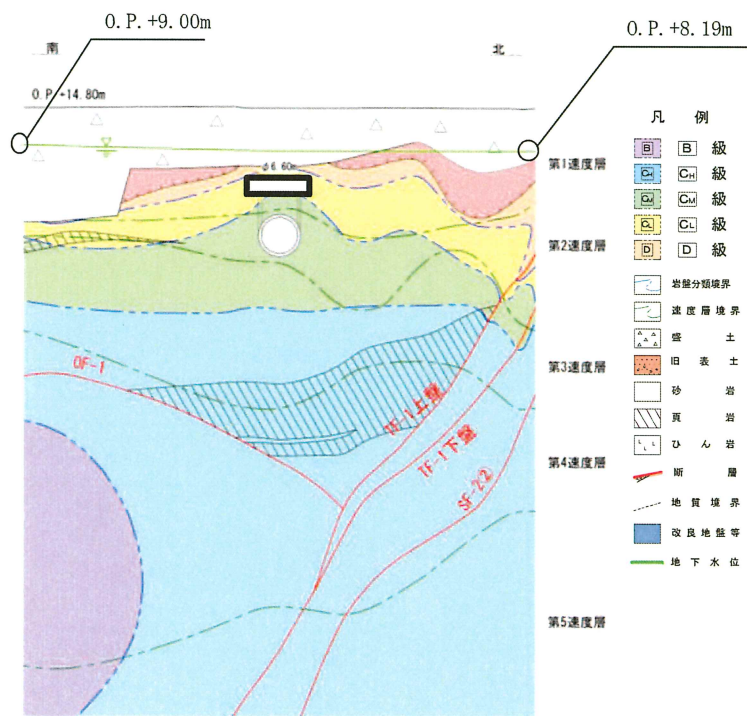 O.P.+9.00m
O.P.+8.19m
南
北
O.P.+14.80m
φ6.60m
第1速度層
第2速度層
第3速度層
第4速度層
第5速度層
OF-1
TF-1上盤
TF-1下盤
SF-2②
凡 例
B B 級
CH CH 級
CM CM 級
CL CL 級
D D 級
岩盤分類境界
速度層境界
盛 土
旧 表 土
砂 岩
頁 岩
ひ ん 岩
断 層
地 質 境 界
改 良 地 盤 等
地 下 水 位